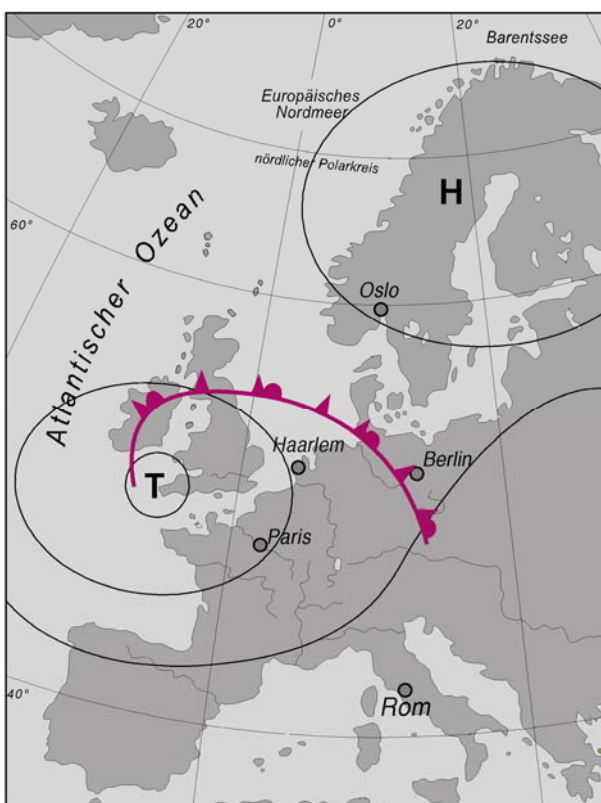 20°
0°
20°
Barentssee
Europäisches
Nordmeer
nördlicher Polarkreis
H
60°
Atlantischer Ozean
Oslo
Haarlem
Berlin
T
Paris
40°
Rom